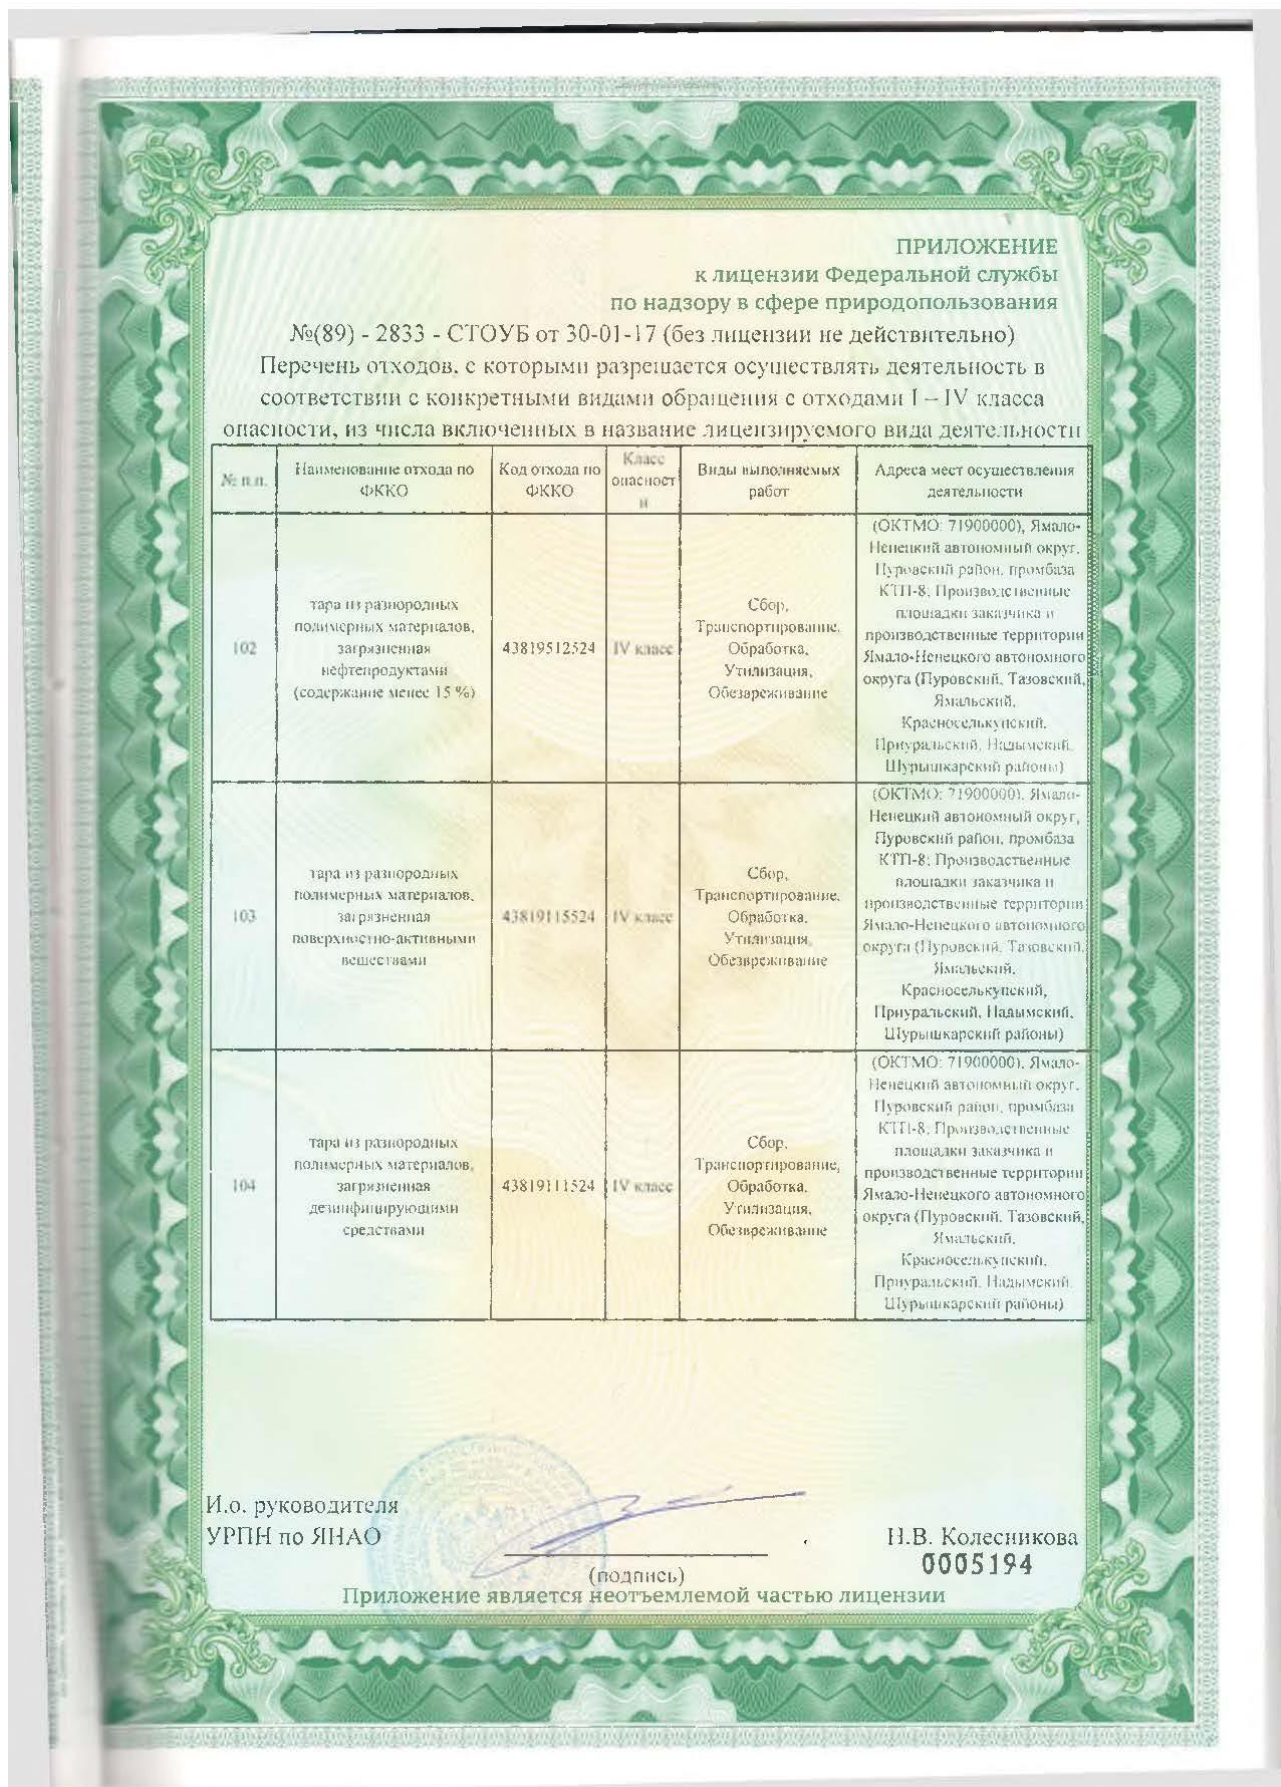 ПРИЛОЖЕНИЕ
к лицензии Федеральной службы
по надзору в сфере природопользования
№(89) - 2833 - СТОУБ от 30-01-17 (без лицензии не действительно)
Перечень отходов, с которыми разрешается осуществлять деятельность в
соответствии с конкретными видами обращения с отходами I – IV класса
опасности, из числа включенных в название лицензируемого вида деятельности
№ п.п.
Наименование отхода по
ФККО
Код отхода по
ФККО
Класс
опасност
и
Виды выполняемых
работ
Адреса мест осуществления
деятельности
102
тара из разнородных
полимерных материалов,
загрязненная
нефтепродуктами
(содержание менее 15 %)
43819512524
IV класс
Сбор,
Транспортирование,
Обработка,
Утилизация,
Обезвреживание
(ОКТМО: 71900000), Ямало-
Ненецкий автономный округ,
Пуровский район, промбаза
КТП-8; Производственные
площадки заказчика и
производственные территории
Ямало-Ненецкого автономного
округа (Пуровский, Тазовский,
Ямальский,
Красноселькупский,
Приуральский, Надымский,
Шурышкарский районы)
103
тара из разнородных
полимерных материалов,
загрязненная
поверхностно-активными
веществами
43819115524
IV класс
Сбор,
Транспортирование,
Обработка,
Утилизация,
Обезвреживание
(ОКТМО: 71900000), Ямало-
Ненецкий автономный округ,
Пуровский район, промбаза
КТП-8; Производственные
площадки заказчика и
производственные территории
Ямало-Ненецкого автономного
округа (Пуровский, Тазовский,
Ямальский,
Красноселькупский,
Приуральский, Надымский,
Шурышкарский районы)
104
тара из разнородных
полимерных материалов,
загрязненная
дезинфицирующими
средствами
43819111524
IV класс
Сбор,
Транспортирование,
Обработка,
Утилизация,
Обезвреживание
(ОКТМО: 71900000), Ямало-
Ненецкий автономный округ,
Пуровский район, промбаза
КТП-8; Производственные
площадки заказчика и
производственные территории
Ямало-Ненецкого автономного
округа (Пуровский, Тазовский,
Ямальский,
Красноселькупский,
Приуральский, Надымский,
Шурышкарский районы)
И.о. руководителя
УРПН по ЯНАО
Н.В. Колесникова
0005194
(подпись)
Приложение является неотъемлемой частью лицензии